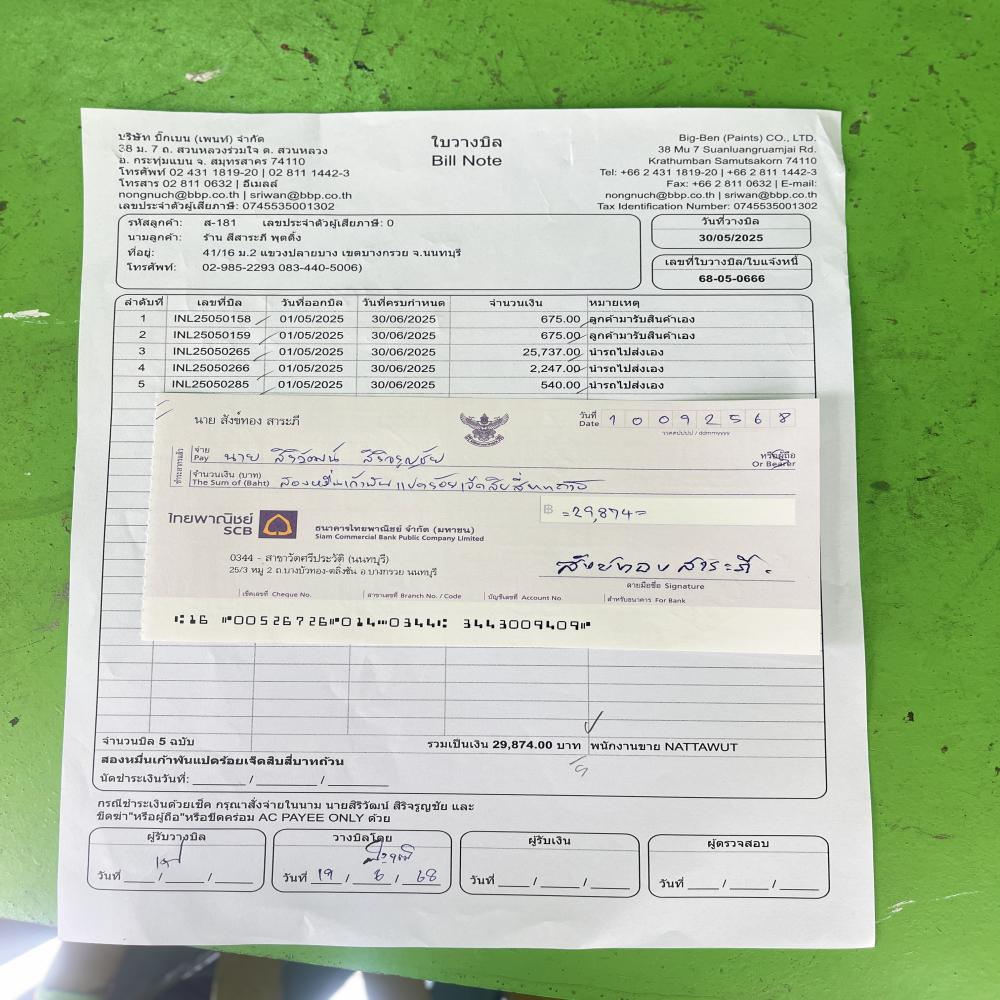 บริษัท บิ๊กเบน (เพนท์) จำกัด
38 ม. 7 ถ. สวนหลวงร่วมใจ ต. สวนหลวง
อ. กระทุ่มแบน จ. สมุทรสาคร 74110
โทรศัพท์ 02 431 1819-20 | 02 811 1442-3
โทรสาร 02 811 0632 | อีเมลล์
nongnuch@bbp.co.th | sriwan@bbp.co.th
เลขประจำตัวผู้เสียภาษี: 0745535001302
ใบวางบิล
Bill Note
Big-Ben (Paints) CO., LTD.
38 Mu 7 Suanluangruamjai Rd.
Krathumban Samutsakorn 74110
Tel: +66 2 431 1819-20 | +66 2 811 1442-3
Fax: +66 2 811 0632 | E-mail:
nongnuch@bbp.co.th | sriwan@bbp.co.th
Tax Identification Number: 0745535001302
รหัสลูกค้า: ส-181 เลขประจำตัวผู้เสียภาษี: 0
นามลูกค้า: ร้าน สีสาระภี พุตติ้ง
ที่อยู่: 41/16 ม.2 แขวงปลายบาง เขตบางกรวย จ.นนทบุรี
โทรศัพท์: 02-985-2293 083-440-5006)
วันที่วางบิล
30/05/2025
เลขที่ใบวางบิล/ใบแจ้งหนี้
68-05-0666
ลำดับที่ เลขที่บิล วันที่ออกบิล วันที่ครบกำหนด จำนวนเงิน หมายเหตุ
1 INL25050158 01/05/2025 30/06/2025 675.00 ลูกค้ามารับสินค้าเอง
2 INL25050159 01/05/2025 30/06/2025 675.00 ลูกค้ามารับสินค้าเอง
3 INL25050265 01/05/2025 30/06/2025 25,737.00 นำรถไปส่งเอง
4 INL25050266 01/05/2025 30/06/2025 2,247.00 นำรถไปส่งเอง
5 INL25050285 01/05/2025 30/06/2025 540.00 นำรถไปส่งเอง
นาย สังข์ทอง สาระภี
วันที่
Date 1 0 0 9 2 5 6 8
จ่าย
Pay นาย สิริวัฒน์ สิริจรูญชัย
หรือผู้ถือ
Or Bearer
จำนวนเงิน (บาท)
The Sum of (Baht) สองหมื่นเก้าพันแปดร้อยเจ็ดสิบสี่บาทถ้วน
฿ =29,874=
ไทยพาณิชย์
SCB
ธนาคารไทยพาณิชย์ จำกัด (มหาชน)
Siam Commercial Bank Public Company Limited
0344 - สาขาวัดศรีประวัติ (นนทบุรี)
25/3 หมู่ 2 ถ.บางบัวทอง-ตลิ่งชัน อ.บางกรวย นนทบุรี
สังข์ทอง สาระภี
ลายมือชื่อ Signature
เช็คเลขที่ Cheque No. สาขาเลขที่ Branch No. / Code บัญชีเลขที่ Account No. สำหรับธนาคาร For Bank
⑆16 ⑈00526726⑈014⑉0344⑆ 3443009409⑈
จำนวนบิล 5 ฉบับ รวมเป็นเงิน 29,874.00 บาท พนักงานขาย NATTAWUT
สองหมื่นเก้าพันแปดร้อยเจ็ดสิบสี่บาทถ้วน
นัดชำระเงินวันที่: ______ / ______ / ______
กรณีชำระเงินด้วยเช็ค กรุณาสั่งจ่ายในนาม นายสิริวัฒน์ สิริจรูญชัย และ
ขีดฆ่า"หรือผู้ถือ"หรือขีดคร่อม AC PAYEE ONLY ด้วย
ผู้รับวางบิล
วันที่ ____ / ____ / ____
วางบิลโดย
วันที่ 19 / 6 / 68
ผู้รับเงิน
วันที่ ____ / ____ / ____
ผู้ตรวจสอบ
วันที่ ____ / ____ / ____